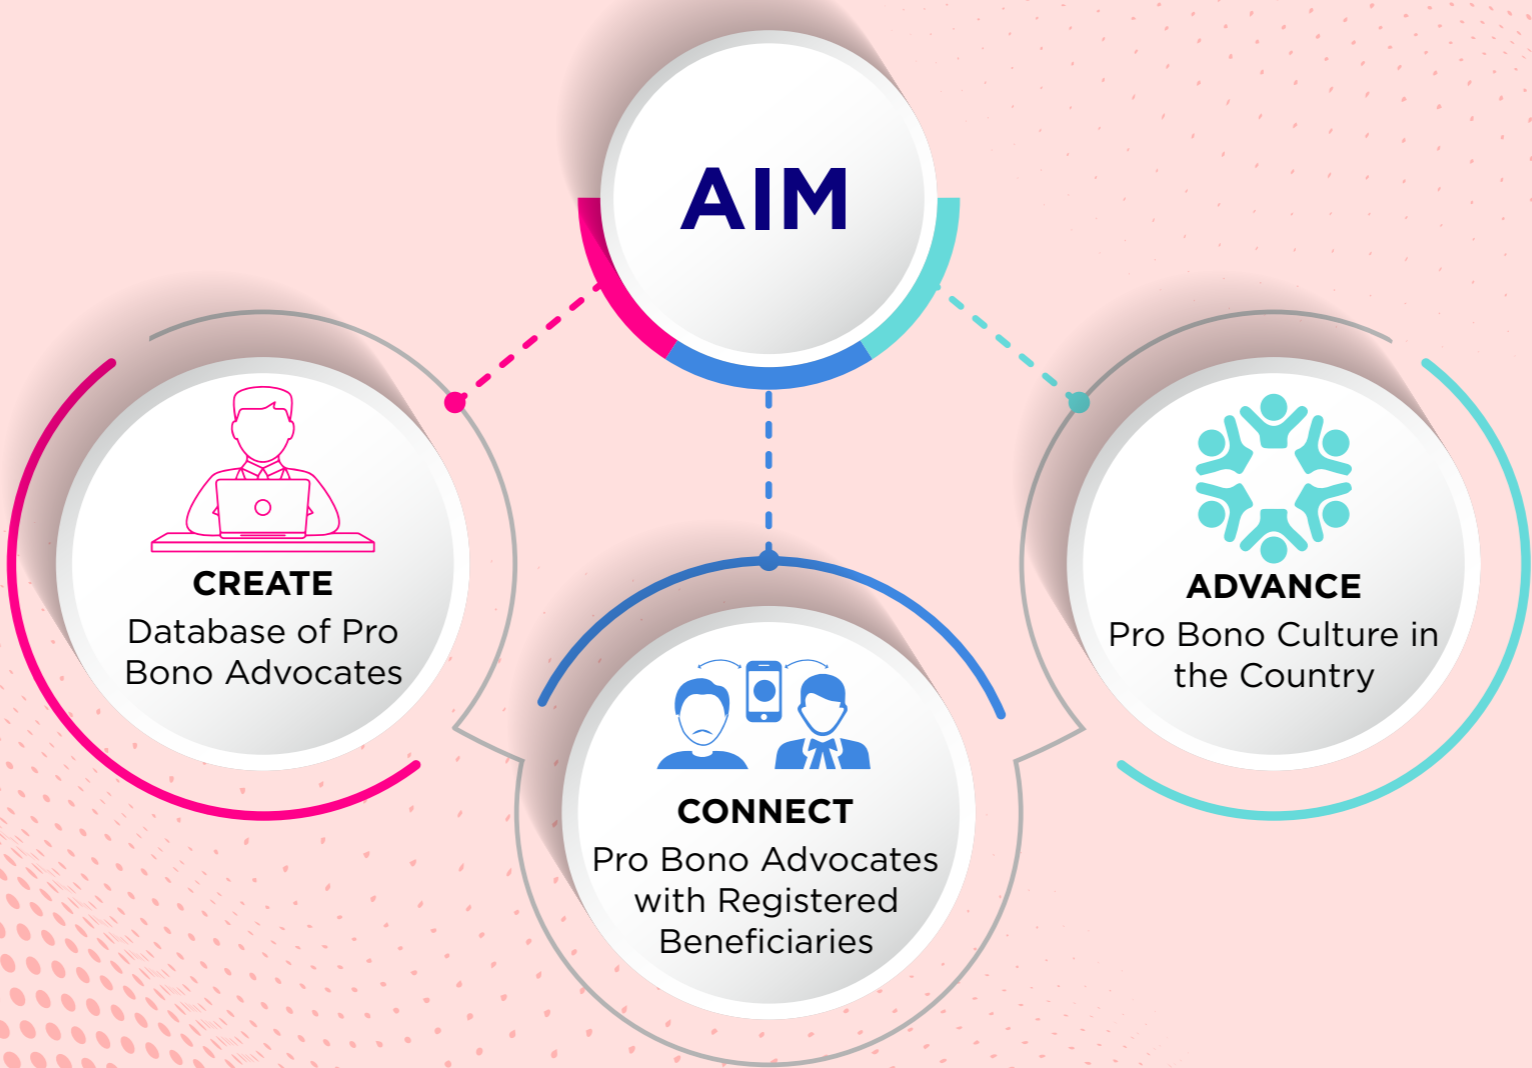 AIM
CREATE
Database of Pro
Bono Advocates
CONNECT
Pro Bono Advocates
with Registered
Beneficiaries
ADVANCE
Pro Bono Culture in
the Country